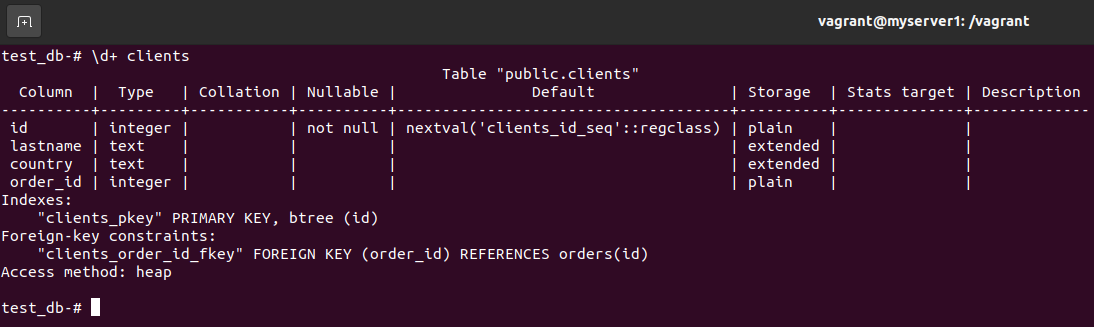 vagrant@myserver1: /vagrant
test_db-# \d+ clients
                                                 Table "public.clients"
  Column  |  Type   | Collation | Nullable |               Default               | Storage  | Stats target | Description
----------+---------+-----------+----------+-------------------------------------+----------+--------------+-------------
 id       | integer |           | not null | nextval('clients_id_seq'::regclass) | plain    |              |
 lastname | text    |           |          |                                     | extended |              |
 country  | text    |           |          |                                     | extended |              |
 order_id | integer |           |          |                                     | plain    |              |
Indexes:
    "clients_pkey" PRIMARY KEY, btree (id)
Foreign-key constraints:
    "clients_order_id_fkey" FOREIGN KEY (order_id) REFERENCES orders(id)
Access method: heap
test_db-#